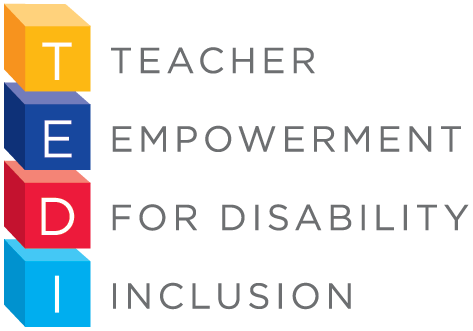 T TEACHER
E EMPOWERMENT
D FOR DISABILITY
I INCLUSION